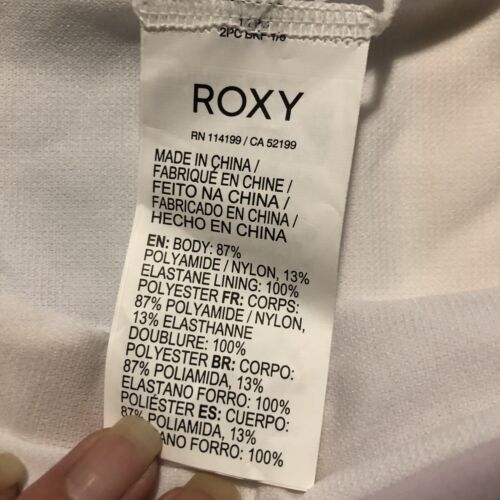 2PC
ROXY
RN 114199 / CA 52199
MADE IN CHINA /
FABRIQUÉ EN CHINE /
FEITO NA CHINA /
FABRICADO EN CHINA /
HECHO EN CHINA
EN: BODY: 87%
POLYAMIDE / NYLON, 13%
ELASTANE LINING: 100%
POLYESTER FR: CORPS:
87% POLYAMIDE / NYLON,
13% ELASTHANNE
DOUBLURE: 100%
POLYESTER BR: CORPO:
87% POLIAMIDA, 13%
ELASTANO FORRO: 100%
POLIÉSTER ES: CUERPO:
87% POLIAMIDA, 13%
FORRO: 100%